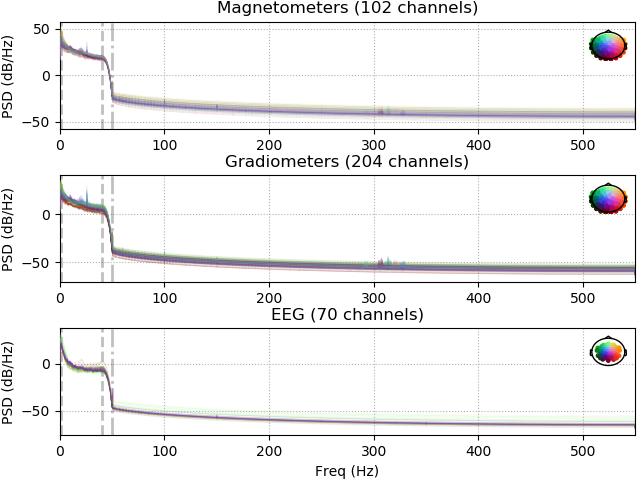 Magnetometers (102 channels)
PSD (dB/Hz)
50
0
−50
0 100 200 300 400 500
Gradiometers (204 channels)
PSD (dB/Hz)
0
−50
0 100 200 300 400 500
EEG (70 channels)
PSD (dB/Hz)
0
−50
0 100 200 300 400 500
Freq (Hz)